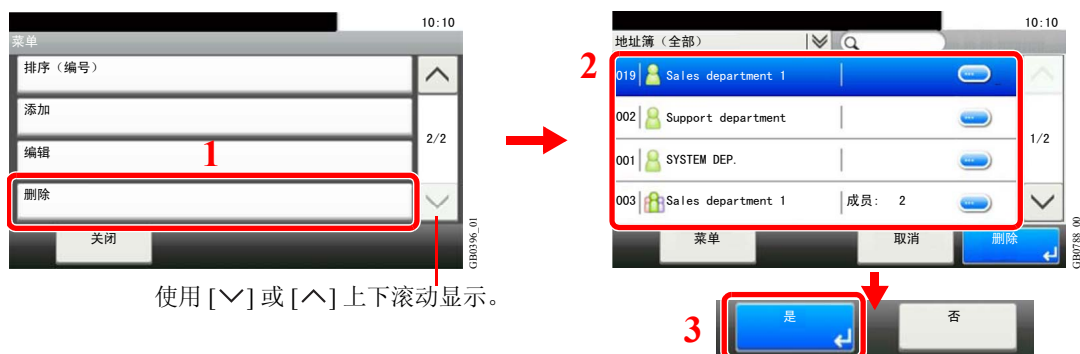 10:10
菜单
排序（编号）
添加
编辑
删除
2/2
关闭
1
GB0396_01
使用 [﹀] 或 [︿] 上下滚动显示。
10:10
地址簿（全部）
2
019 Sales department 1
002 Support department
001 SYSTEM DEP.
003 Sales department 1 成员: 2
1/2
菜单 取消 删除
GB0788_00
3
是 否